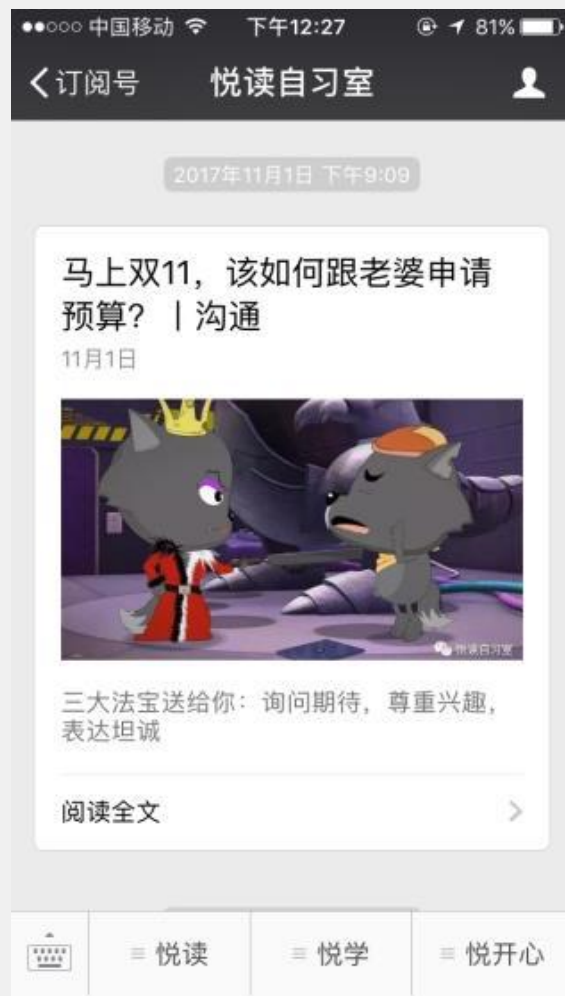 中国移动 下午12:27 81%
订阅号 悦读自习室
2017年11月1日 下午9:09
马上双11，该如何跟老婆申请
预算？丨沟通
11月1日
悦读自习室
三大法宝送给你：询问期待，尊重兴趣，
表达坦诚
阅读全文
悦读 悦学 悦开心